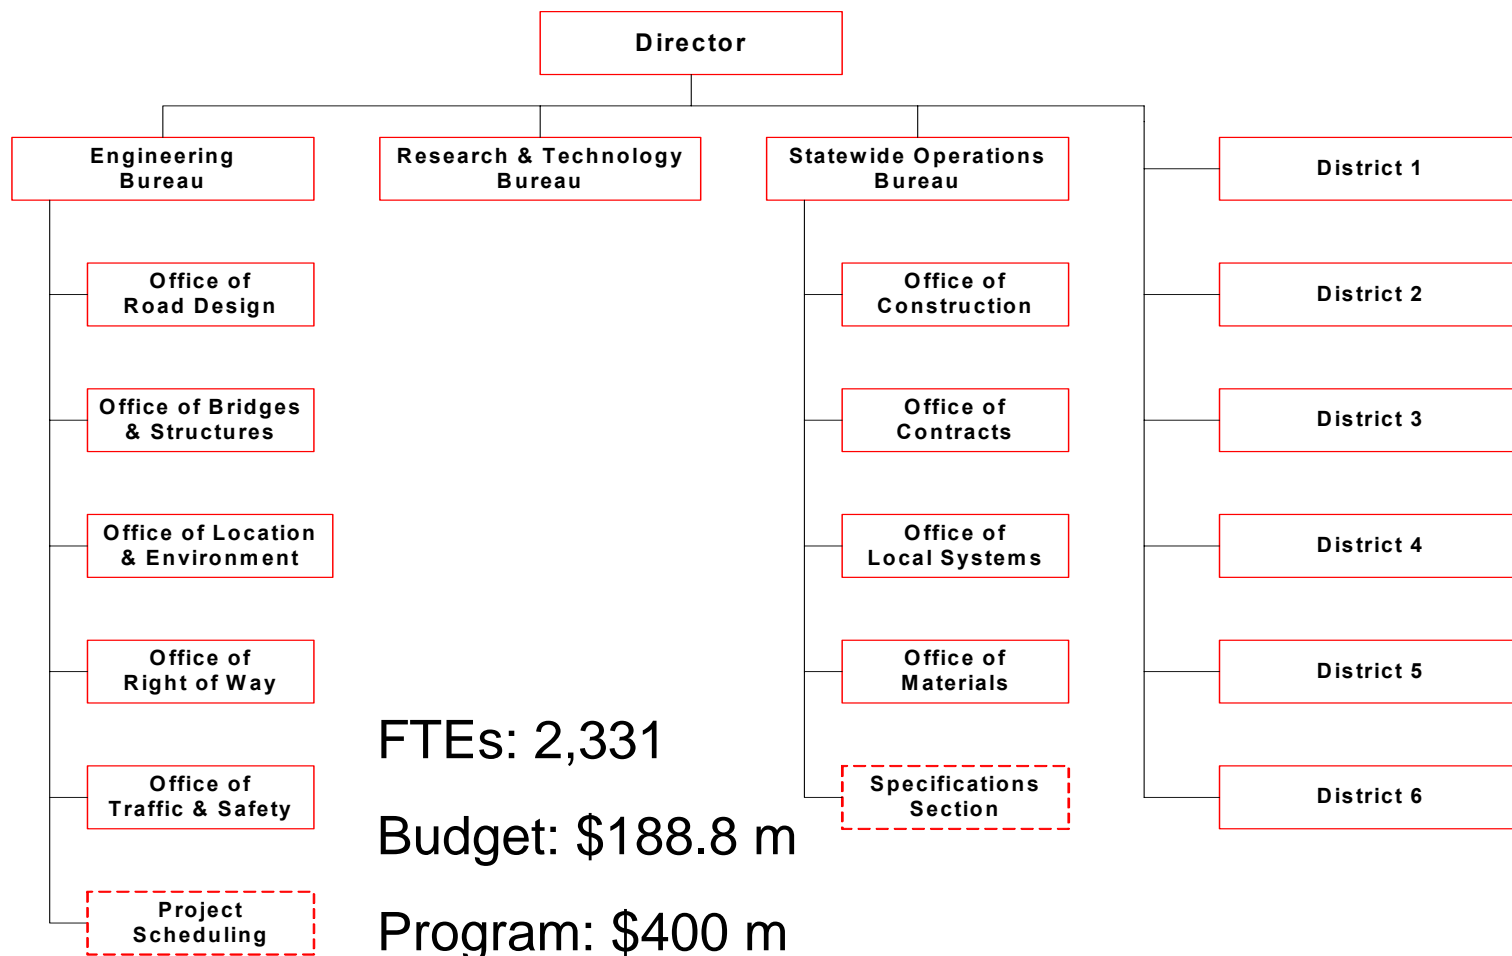 Director
Engineering
Bureau
Research & Technology
Bureau
Statewide Operations
Bureau
District 1
Office of
Road Design
Office of
Construction
District 2
Office of Bridges
& Structures
Office of
Contracts
District 3
Office of Location
& Environment
Office of
Local Systems
District 4
Office of
Right of Way
Office of
Materials
District 5
FTEs: 2,331
Office of
Traffic & Safety
Specifications
Section
District 6
Budget: $188.8 m
Project
Scheduling
Program: $400 m